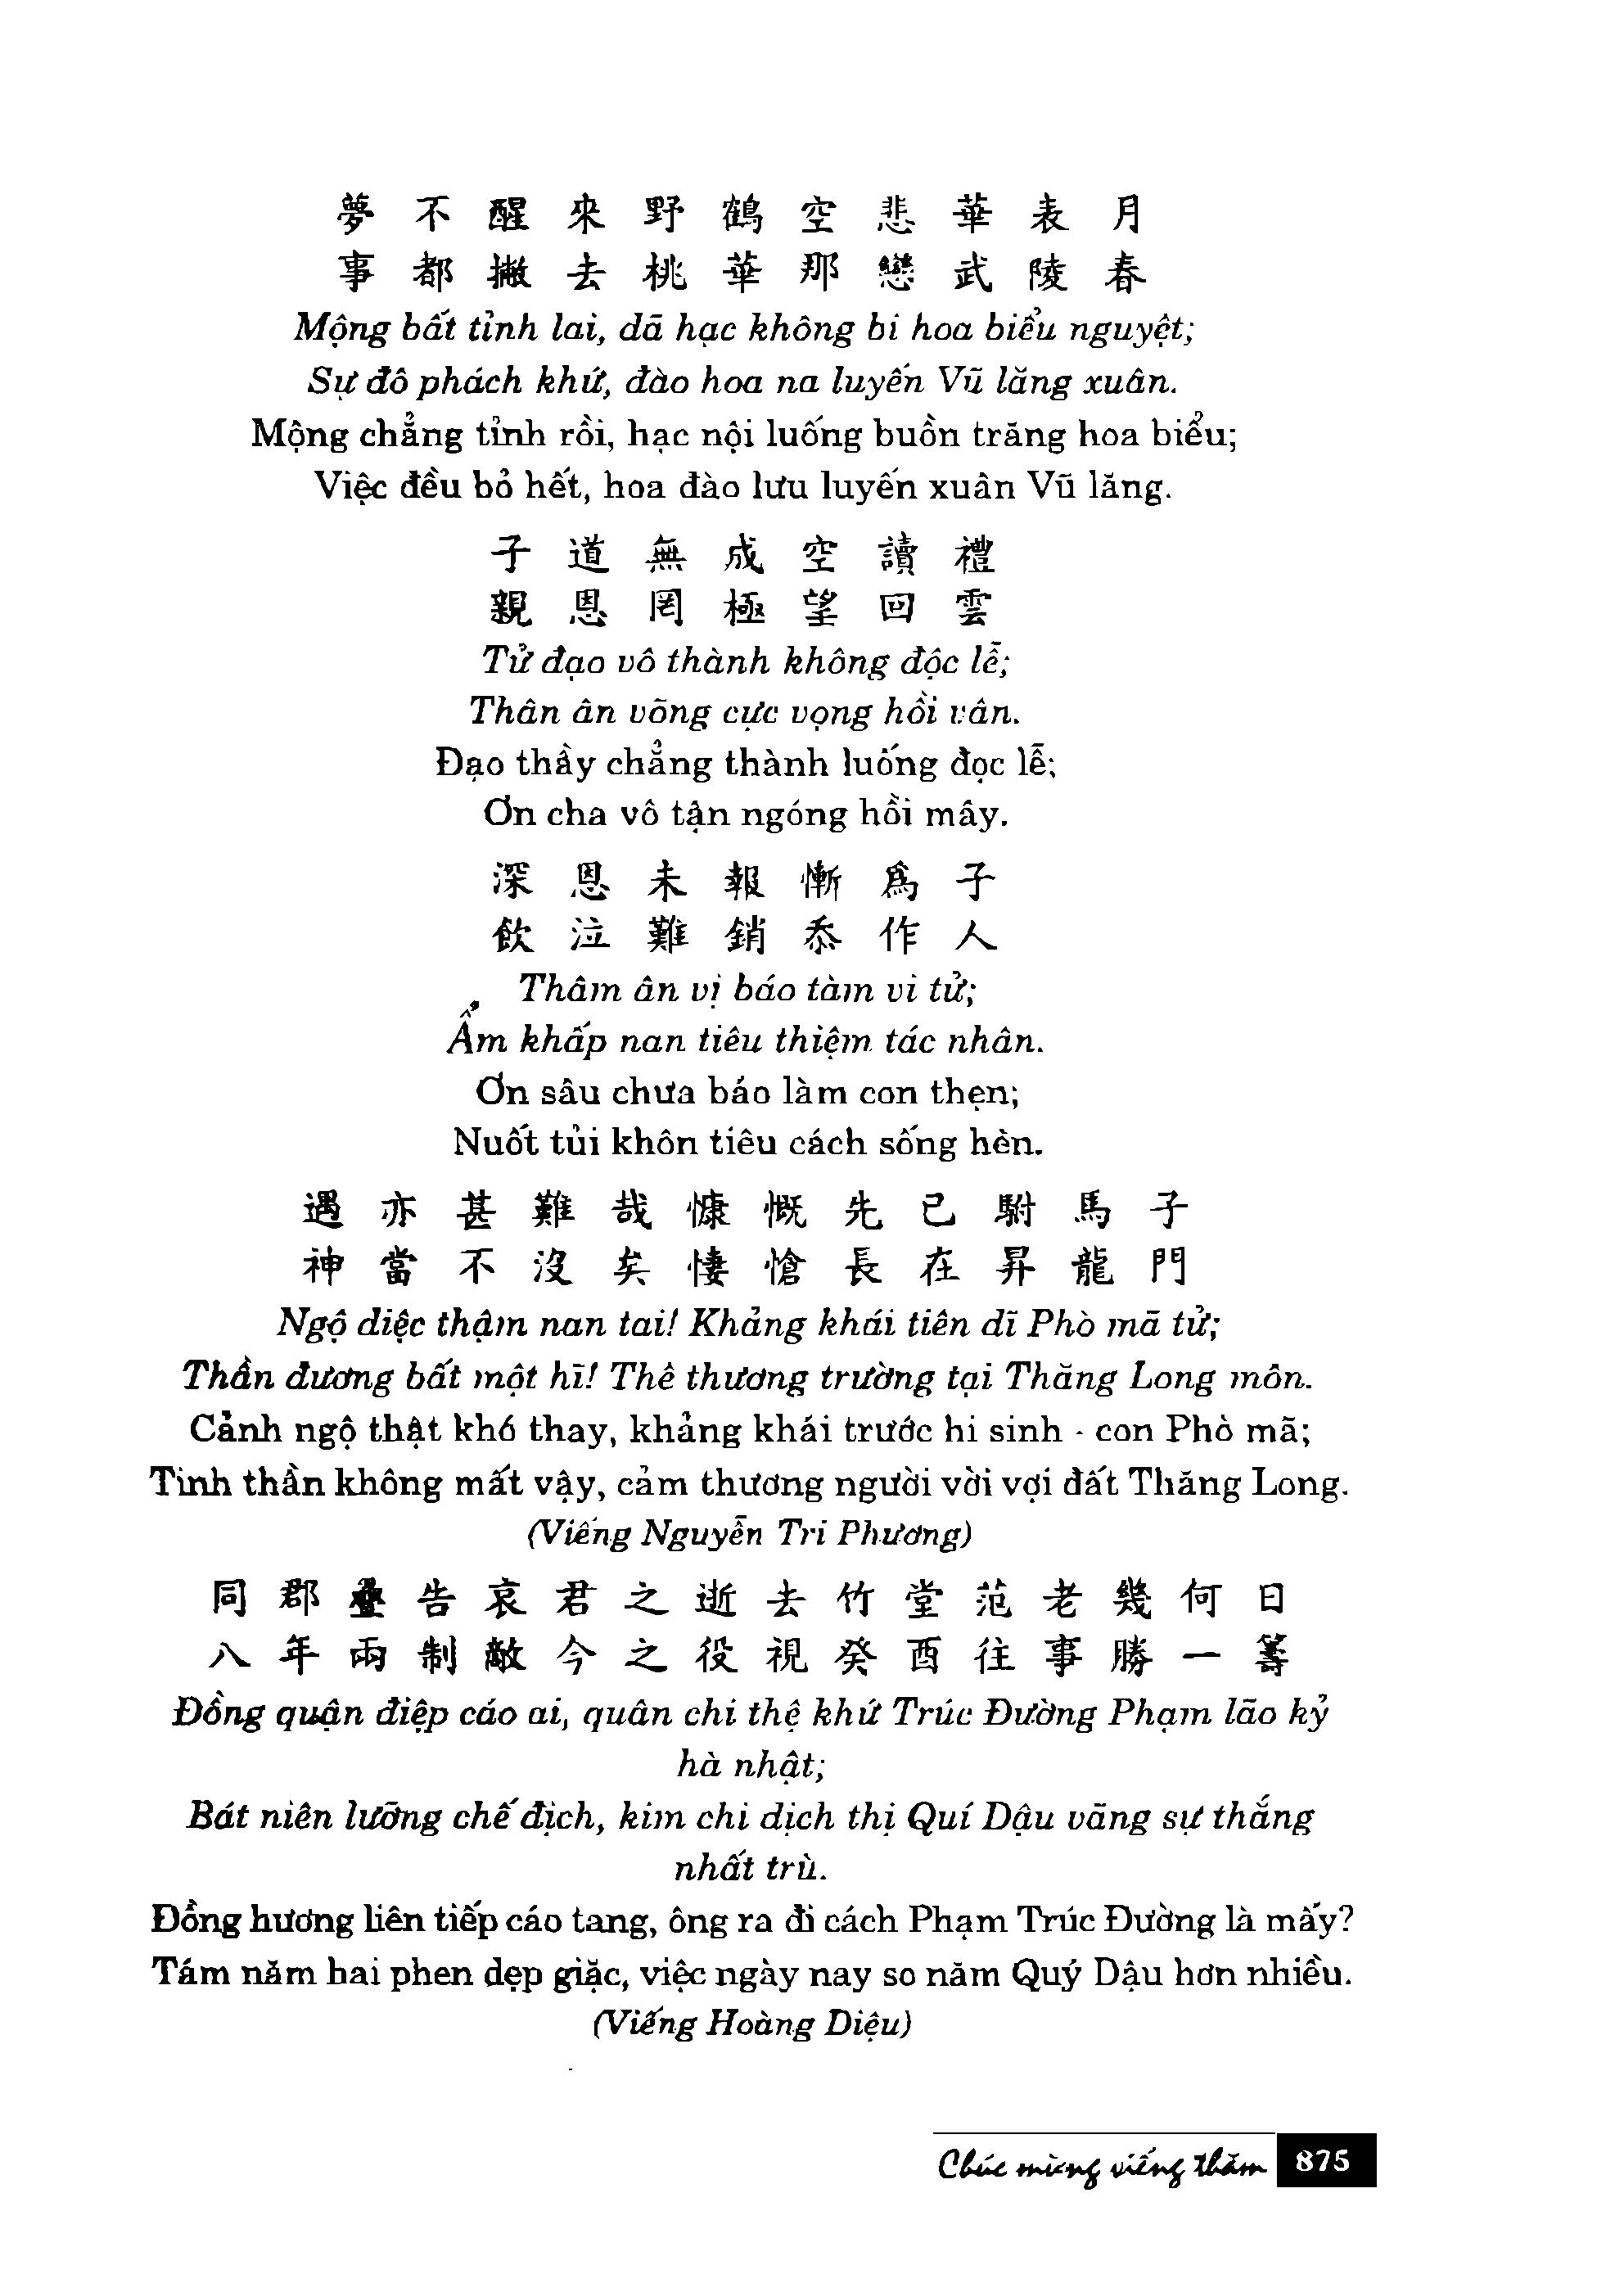 夢不醒來野鶴空悲華表月
事都撇去桃華那戀武陵春
Mộng bất tỉnh lai, dã hạc không bi hoa biểu nguyệt;
Sự đô phách khứ, đào hoa na luyến Vũ lăng xuân.
Mộng chẳng tỉnh rồi, hạc nội luống buồn trăng hoa biểu;
Việc đều bỏ hết, hoa đào lưu luyến xuân Vũ lăng.
子道無成空讀禮
親恩罔極望回雲
Tử đạo vô thành không độc lễ;
Thân ân võng cực vọng hồi vân.
Đạo thầy chẳng thành luống đọc lễ;
Ơn cha vô tận ngóng hồi mây.
深恩未報慚爲子
飲泣難銷忝作人
Thâm ân vị báo tàm vi tử;
Ẩm khấp nan tiêu thiệm tác nhân.
Ơn sâu chưa báo làm con thẹn;
Nuốt tủi khôn tiêu cách sống hèn.
遇亦甚難哉慷慨先已駙馬子
神當不沒矣悽愴長在昇龍門
Ngộ diệc thậm nan tai! Khảng khái tiên dĩ Phò mã tử;
Thần đương bất một hĩ! Thê thương trường tại Thăng Long môn.
Cảnh ngộ thật khó thay, khảng khái trước hi sinh - con Phò mã;
Tinh thần không mất vậy, cảm thương người vời vợi đất Thăng Long.
(Viếng Nguyễn Tri Phương)
同郡疊告哀君之逝去竹堂范老幾何日
八年兩制敵今之役視癸酉往事勝一籌
Đồng quận điệp cáo ai, quân chi thệ khứ Trúc Đường Phạm lão kỷ
hà nhật;
Bát niên lưỡng chế địch, kim chi dịch thị Quí Dậu vãng sự thắng
nhất trù.
Đồng hương liên tiếp cáo tang, ông ra đi cách Phạm Trúc Đường là mấy?
Tám năm hai phen dẹp giặc, việc ngày nay so năm Quý Dậu hơn nhiều.
(Viếng Hoàng Diệu)
Chúc mừng viếng thăm 875